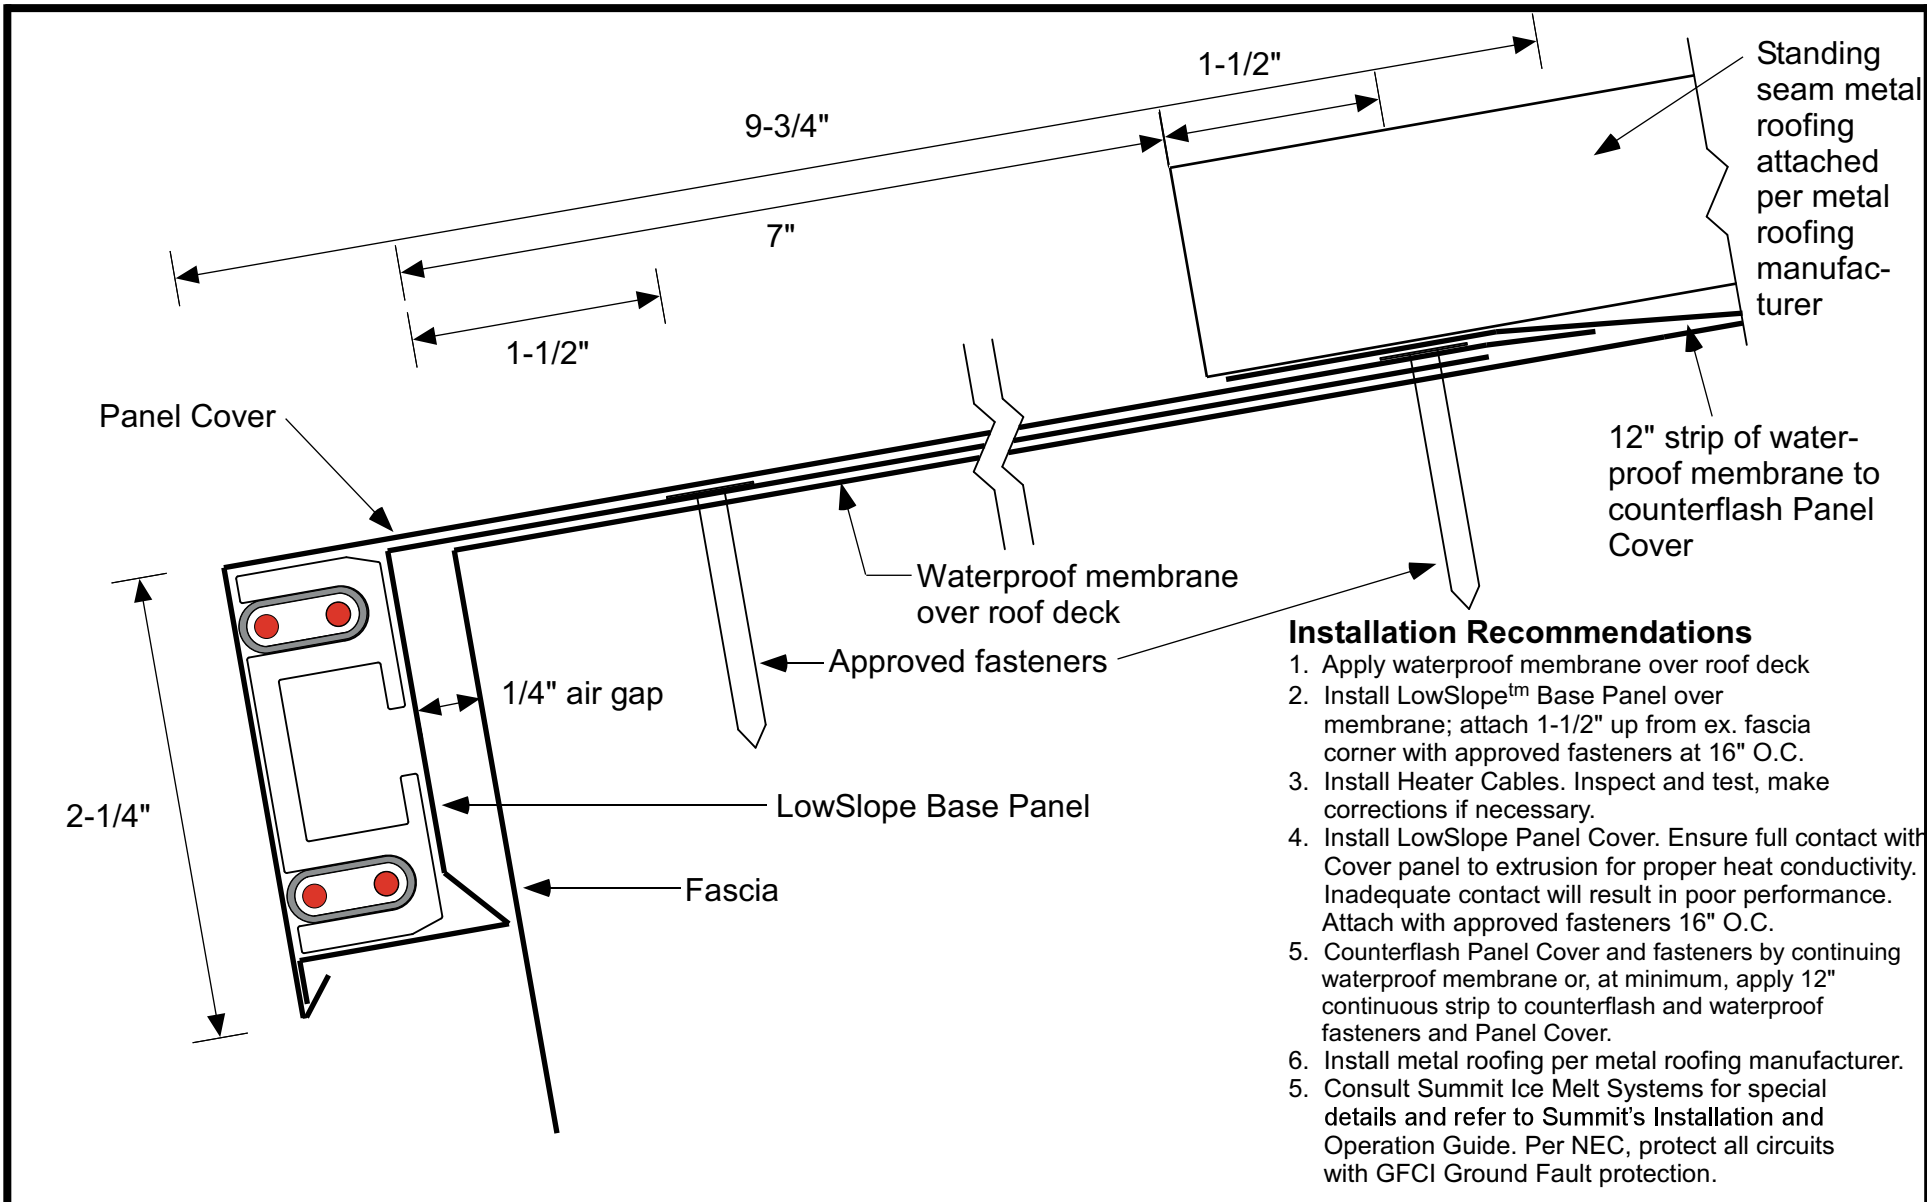 1-1/2"
9-3/4"
7"
1-1/2"
Standing
seam metal
roofing
attached
per metal
roofing
manufac-
turer
Panel Cover
12" strip of water-
proof membrane to
counterflash Panel
Cover
Waterproof membrane
over roof deck
Approved fasteners
1/4" air gap
2-1/4"
LowSlope Base Panel
Fascia
Installation Recommendations
1. Apply waterproof membrane over roof deck
2. Install LowSlope™ Base Panel over
membrane; attach 1-1/2" up from ex. fascia
corner with approved fasteners at 16" O.C.
3. Install Heater Cables. Inspect and test, make
corrections if necessary.
4. Install LowSlope Panel Cover. Ensure full contact with
Cover panel to extrusion for proper heat conductivity.
Inadequate contact will result in poor performance.
Attach with approved fasteners 16" O.C.
5. Counterflash Panel Cover and fasteners by continuing
waterproof membrane or, at minimum, apply 12"
continuous strip to counterflash and waterproof
fasteners and Panel Cover.
6. Install metal roofing per metal roofing manufacturer.
5. Consult Summit Ice Melt Systems for special
details and refer to Summit's Installation and
Operation Guide. Per NEC, protect all circuits
with GFCI Ground Fault protection.